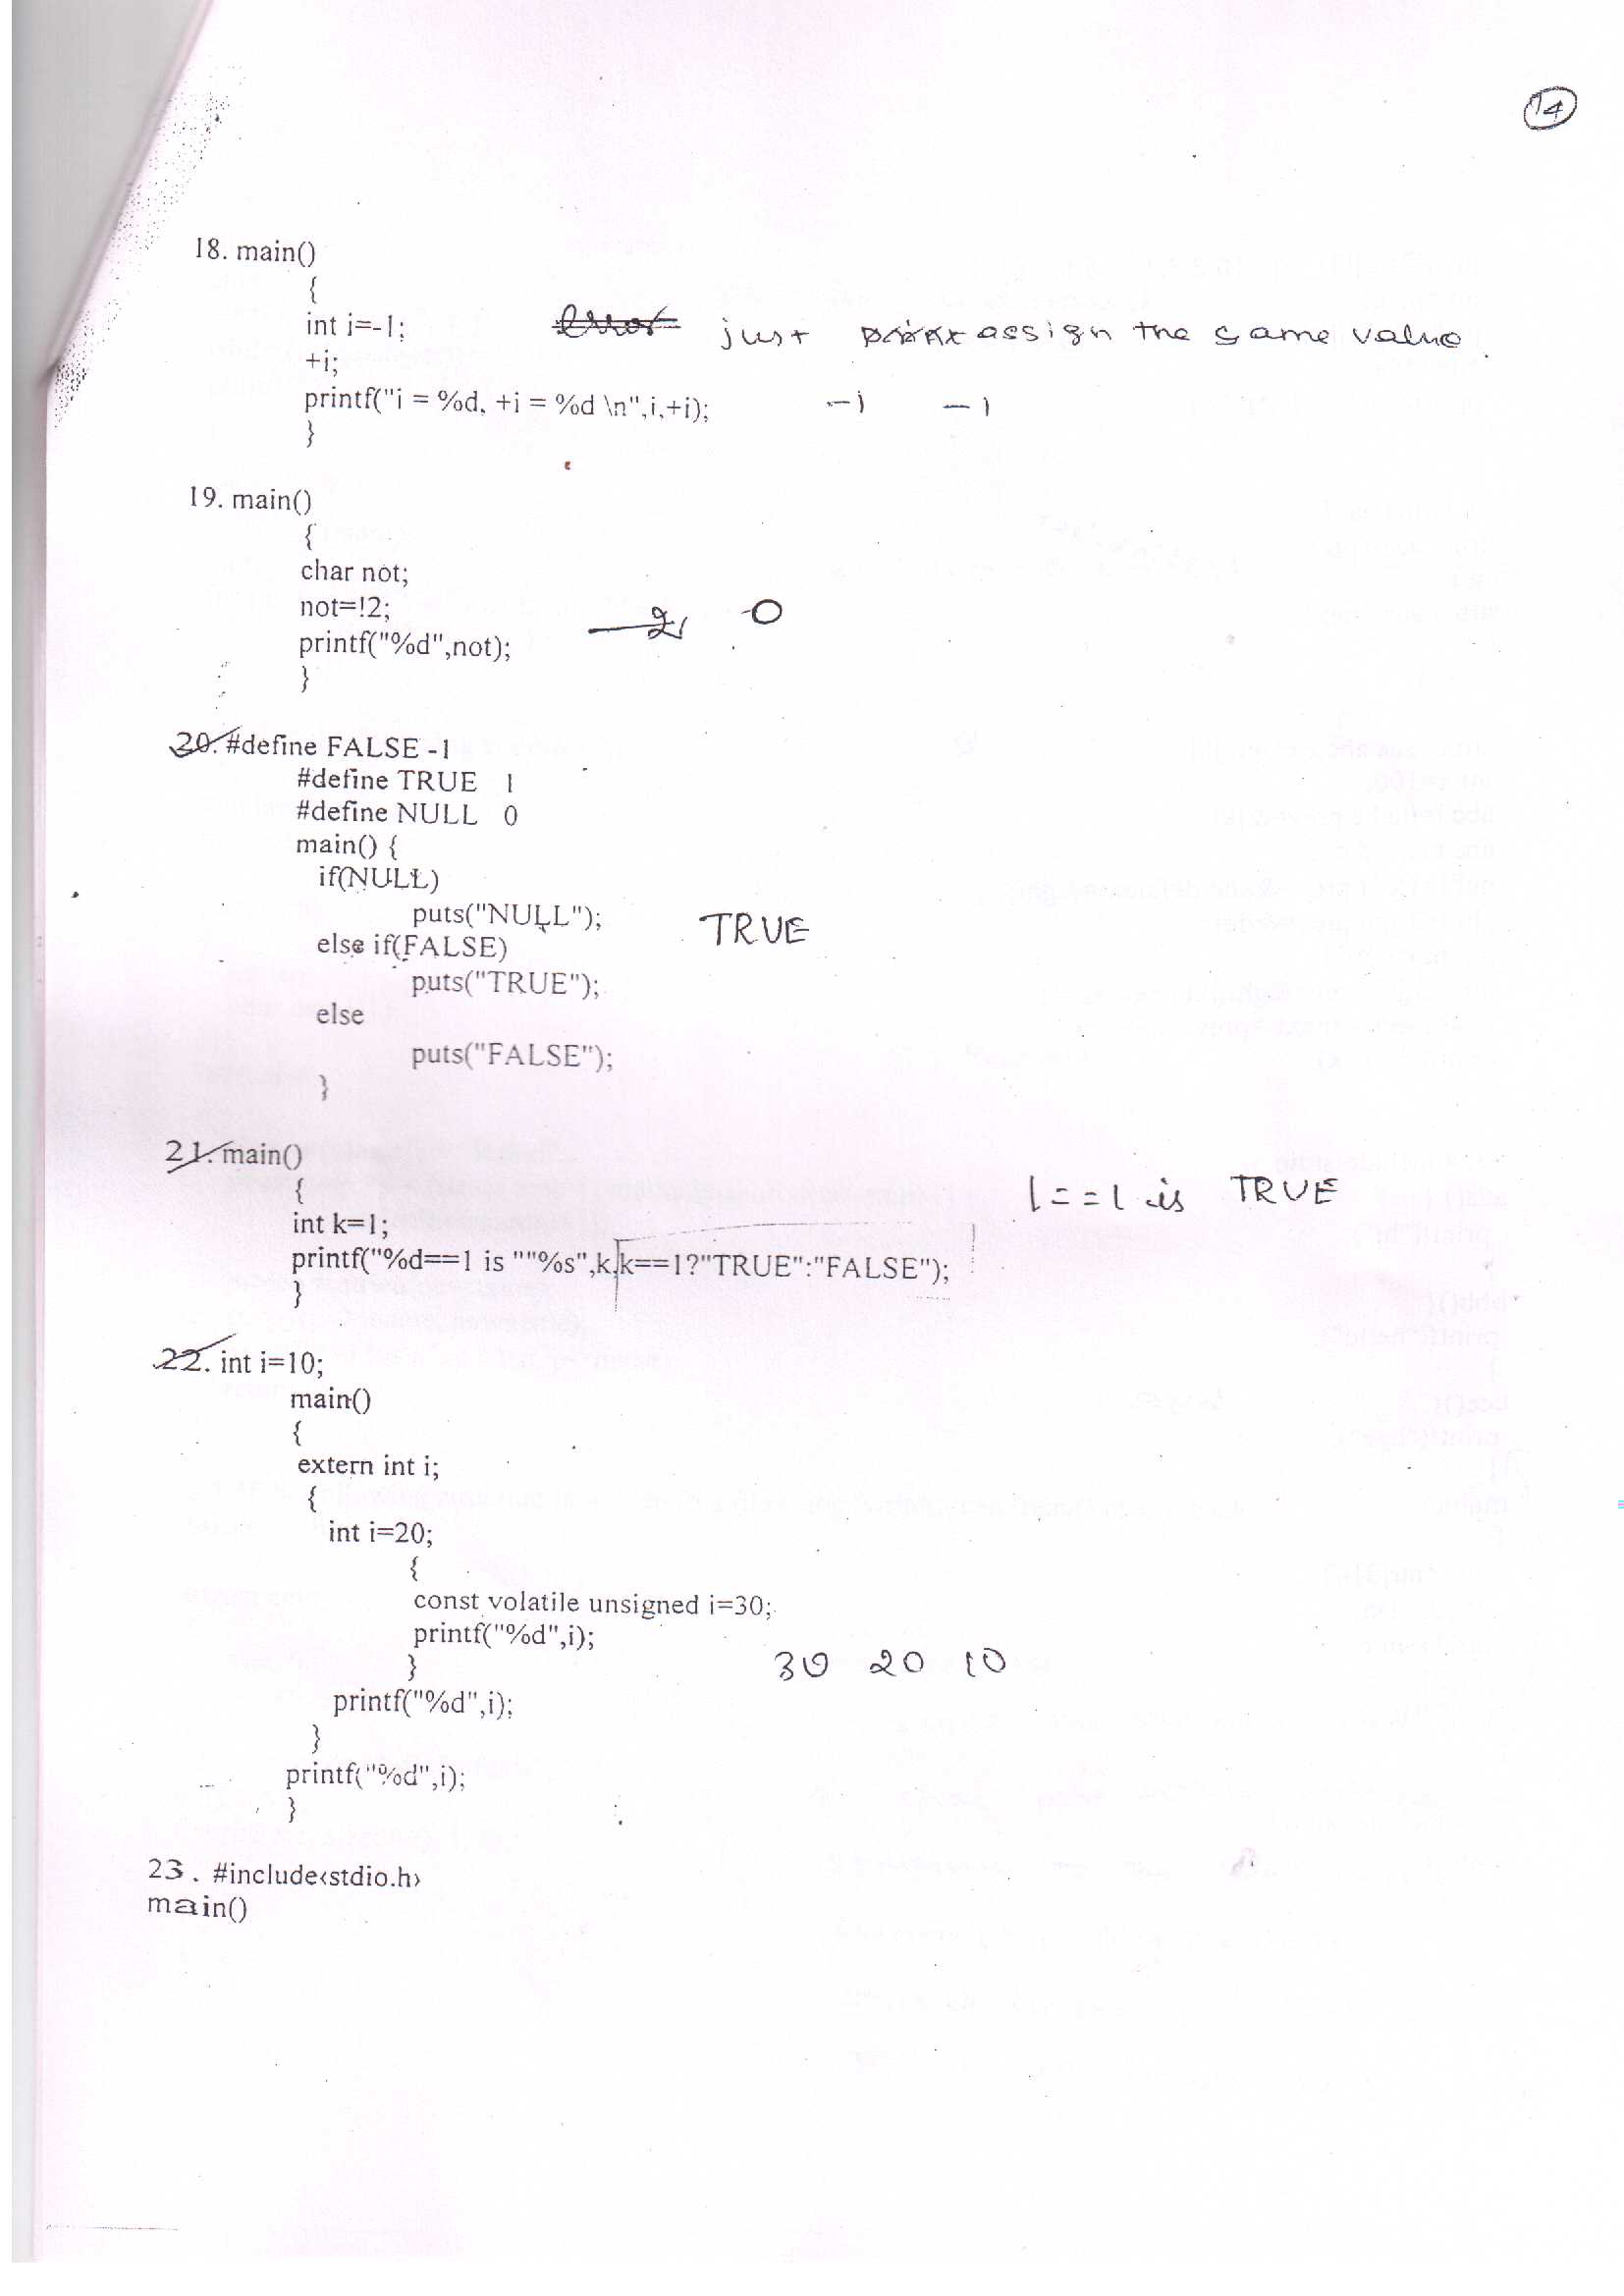 14
18. main()
{
int i=-1;
just assign the same value.
+i;
printf("i = %d, +i = %d \n",i,+i); -1 -1
}
19. main()
{
char not;
not=!2;
0
printf("%d",not);
}
20. #define FALSE -1
#define TRUE 1
#define NULL 0
main() {
if(NULL)
puts("NULL");
TRUE
else if(FALSE)
puts("TRUE");
else
puts("FALSE");
}
21. main()
{
1==1 is TRUE
int k=1;
printf("%d==1 is ""%s",k,k==1?"TRUE":"FALSE");
}
22. int i=10;
main()
{
extern int i;
{
int i=20;
{
const volatile unsigned i=30;
printf("%d",i);
}
30 20 10
printf("%d",i);
}
printf("%d",i);
}
23. #include<stdio.h>
main()